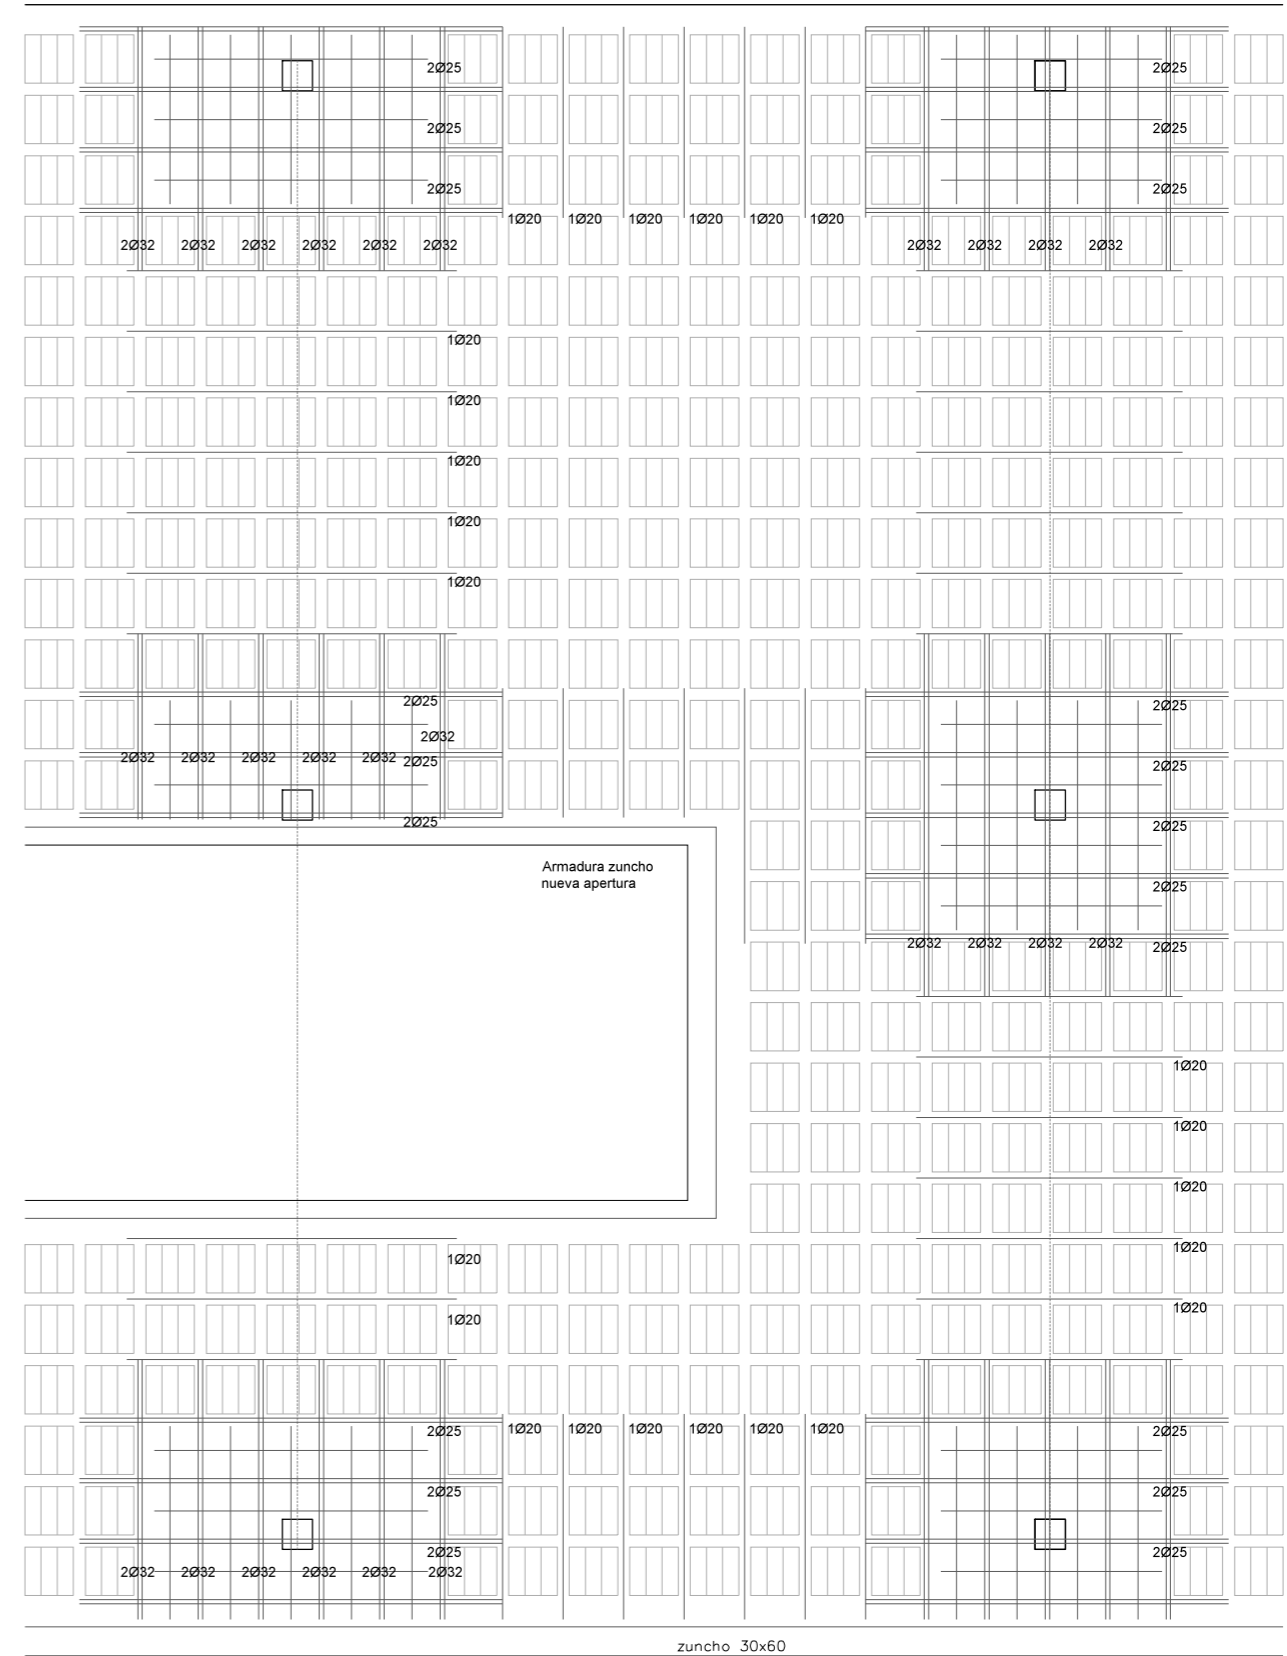 2Ø25 2Ø25
2Ø25 2Ø25
2Ø25 2Ø25
1Ø20 1Ø20 1Ø20 1Ø20 1Ø20 1Ø20
2Ø32 2Ø32 2Ø32 2Ø32 2Ø32 2Ø32 2Ø32 2Ø32 2Ø32 2Ø32
1Ø20
1Ø20
1Ø20
1Ø20
1Ø20
2Ø25 2Ø25
2Ø32
2Ø32 2Ø32 2Ø32 2Ø32 2Ø32 2Ø25 2Ø25
2Ø25 2Ø25
Armadura zuncho
nueva apertura
2Ø25
2Ø32 2Ø32 2Ø32 2Ø32 2Ø25
1Ø20
1Ø20
1Ø20
1Ø20
1Ø20
1Ø20
1Ø20
1Ø20 1Ø20 1Ø20 1Ø20 1Ø20 1Ø20
2Ø25 2Ø25
2Ø25 2Ø25
2Ø25 2Ø25
2Ø32 2Ø32 2Ø32 2Ø32 2Ø32 2Ø32
zuncho 30x60